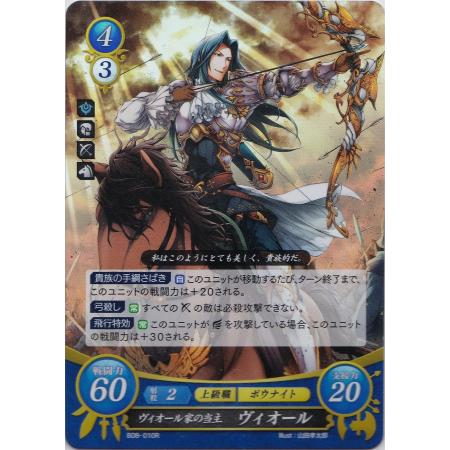 4
3
私はこのようにとても美しく、貴族的だ。
貴族の手綱さばき 自 このユニットが移動するたび、ターン終了まで、
このユニットの戦闘力は＋20される。
弓殺し 常 すべての の敵は必殺攻撃できない。
飛行特効 常 このユニットが を攻撃している場合、このユニ
ットの戦闘力は＋30される。
戦闘力
60
射程 2
上級職
ボウナイト
支援力
20
ヴィオール家の当主 ヴィオール
B08-010R
Illust：山田孝太郎